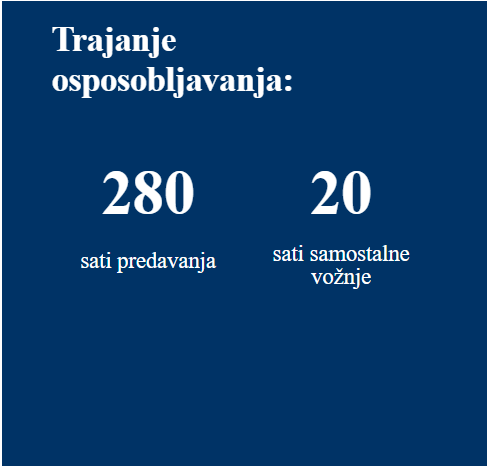 Trajanje
osposobljavanja:
280
sati predavanja
20
sati samostalne
vožnje